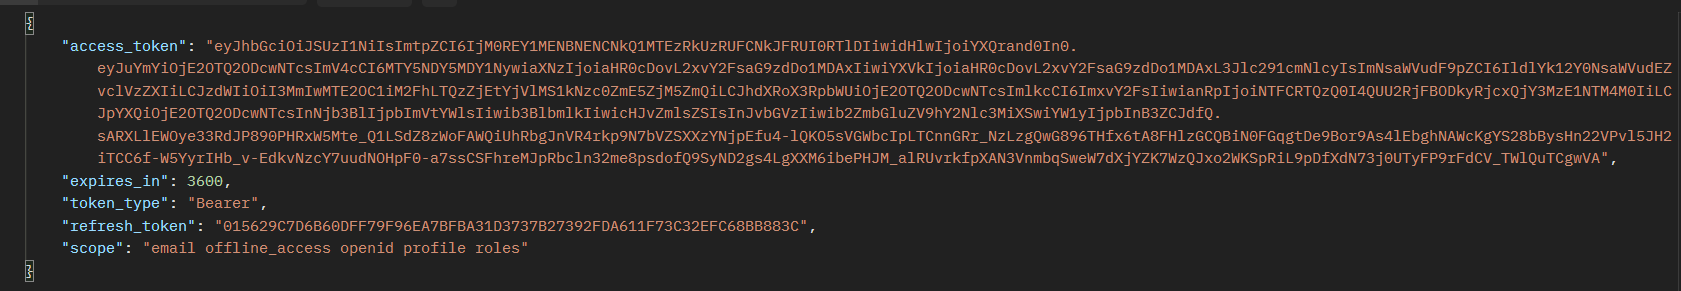 {
"access_token": "eyJhbGciOiJSUzI1NiIsImtpZCI6IjM0REY1MENBNENCNkQ1MTEzRkUzRUFCNkJFRUI0RTlDIiwidHlwIjoiYXQrand0In0.
eyJuYmYiOjE2OTQ2ODcwNTcsImV4cCI6MTY5NDY5MDY1NywiaXNzIjoiaHR0cDovL2xvY2FsaG9zdDo1MDAxIiwiYXVkIjoiaHR0cDovL2xvY2FsaG9zdDo1MDAxL3Jlc291cmNlcyIsImNsaWVudF9pZCI6IldlYk12Y0NsaWVudEZ
vclVzZXIiLCJzdWIiOiI3MmIwMTE2OC1iM2FhLTQzZjEtYjVlMS1kNzc0ZmE5ZjM5ZmQiLCJhdXRoX3RpbWUiOjE2OTQ2ODcwNTcsImlkcCI6ImxvY2FsIiwianRpIjoiNTFCRTQzQ0I4QUU2RjFBODkyRjcxQjY3MzE1NTM4M0IiLC
JpYXQiOjE2OTQ2ODcwNTcsInNjb3BlIjpbImVtYWlsIiwib3BlbmlkIiwicHJvZmlsZSIsInJvbGVzIiwib2ZmbGluZV9hY2Nlc3MiXSwiYW1yIjpbInB3ZCJdfQ.
sARXLlEWOye33RdJP890PHRxW5Mte_Q1LSdZ8zWoFAWQiUhRbgJnVR4rkp9N7bVZSXXzYNjpEfu4-lQKO5sVGWbcIpLTCnnGRr_NzLzgQwG896THfx6tA8FHlzGCQBiN0FGqgtDe9Bor9As4lEbghNAWcKgYS28bBysHn22VPvl5JH2
iTCC6f-W5YyrIHb_v-EdkvNzcY7uudNOHpF0-a7ssCSFhreMJpRbcln32me8psdofQ9SyND2gs4LgXXM6ibePHJM_alRUvrkfpXAN3VnmbqSweW7dXjYZK7WzQJxo2WKSpRiL9pDfXdN73j0UTyFP9rFdCV_TWlQuTCgwVA",
"expires_in": 3600,
"token_type": "Bearer",
"refresh_token": "015629C7D6B60DFF79F96EA7BFBA31D3737B27392FDA611F73C32EFC68BB883C",
"scope": "email offline_access openid profile roles"
}